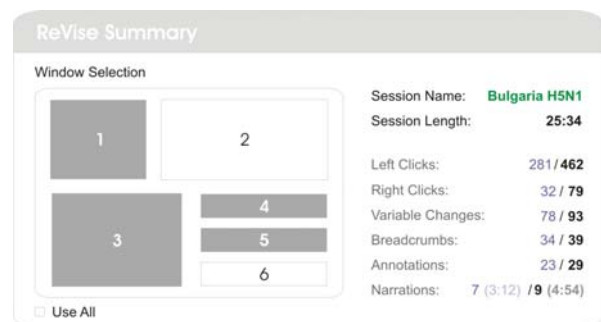 ReVise Summary
Window Selection
1
2
3
4
5
6
Use All
Session Name: Bulgaria H5N1
Session Length: 25:34
Left Clicks: 281/462
Right Clicks: 32 / 79
Variable Changes: 78 / 93
Breadcrumbs: 34 / 39
Annotations: 23 / 29
Narrations: 7 (3:12) / 9 (4:54)